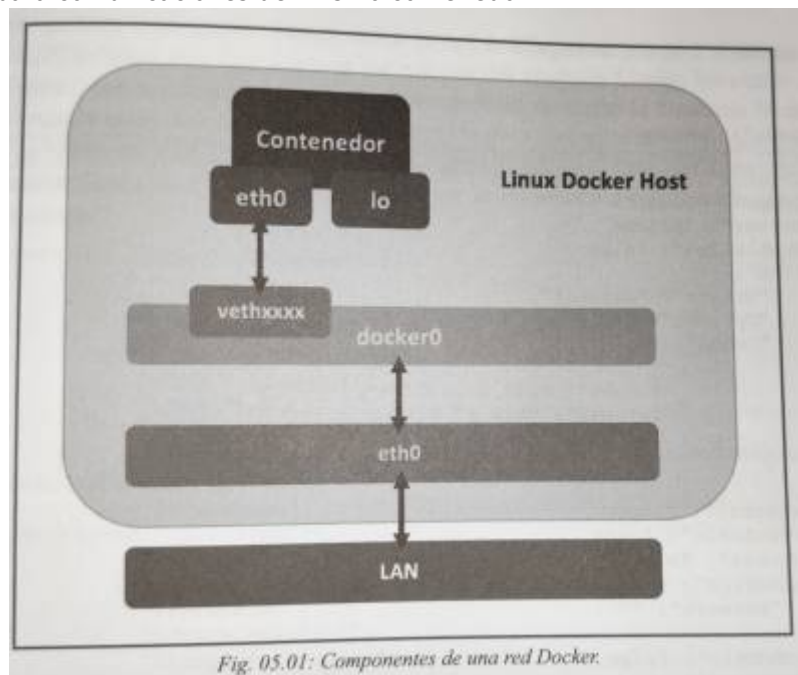 Contenedor
eth0
lo
Linux Docker Host
vethxxxx
docker0
eth0
LAN
Fig. 05.01: Componentes de una red Docker.